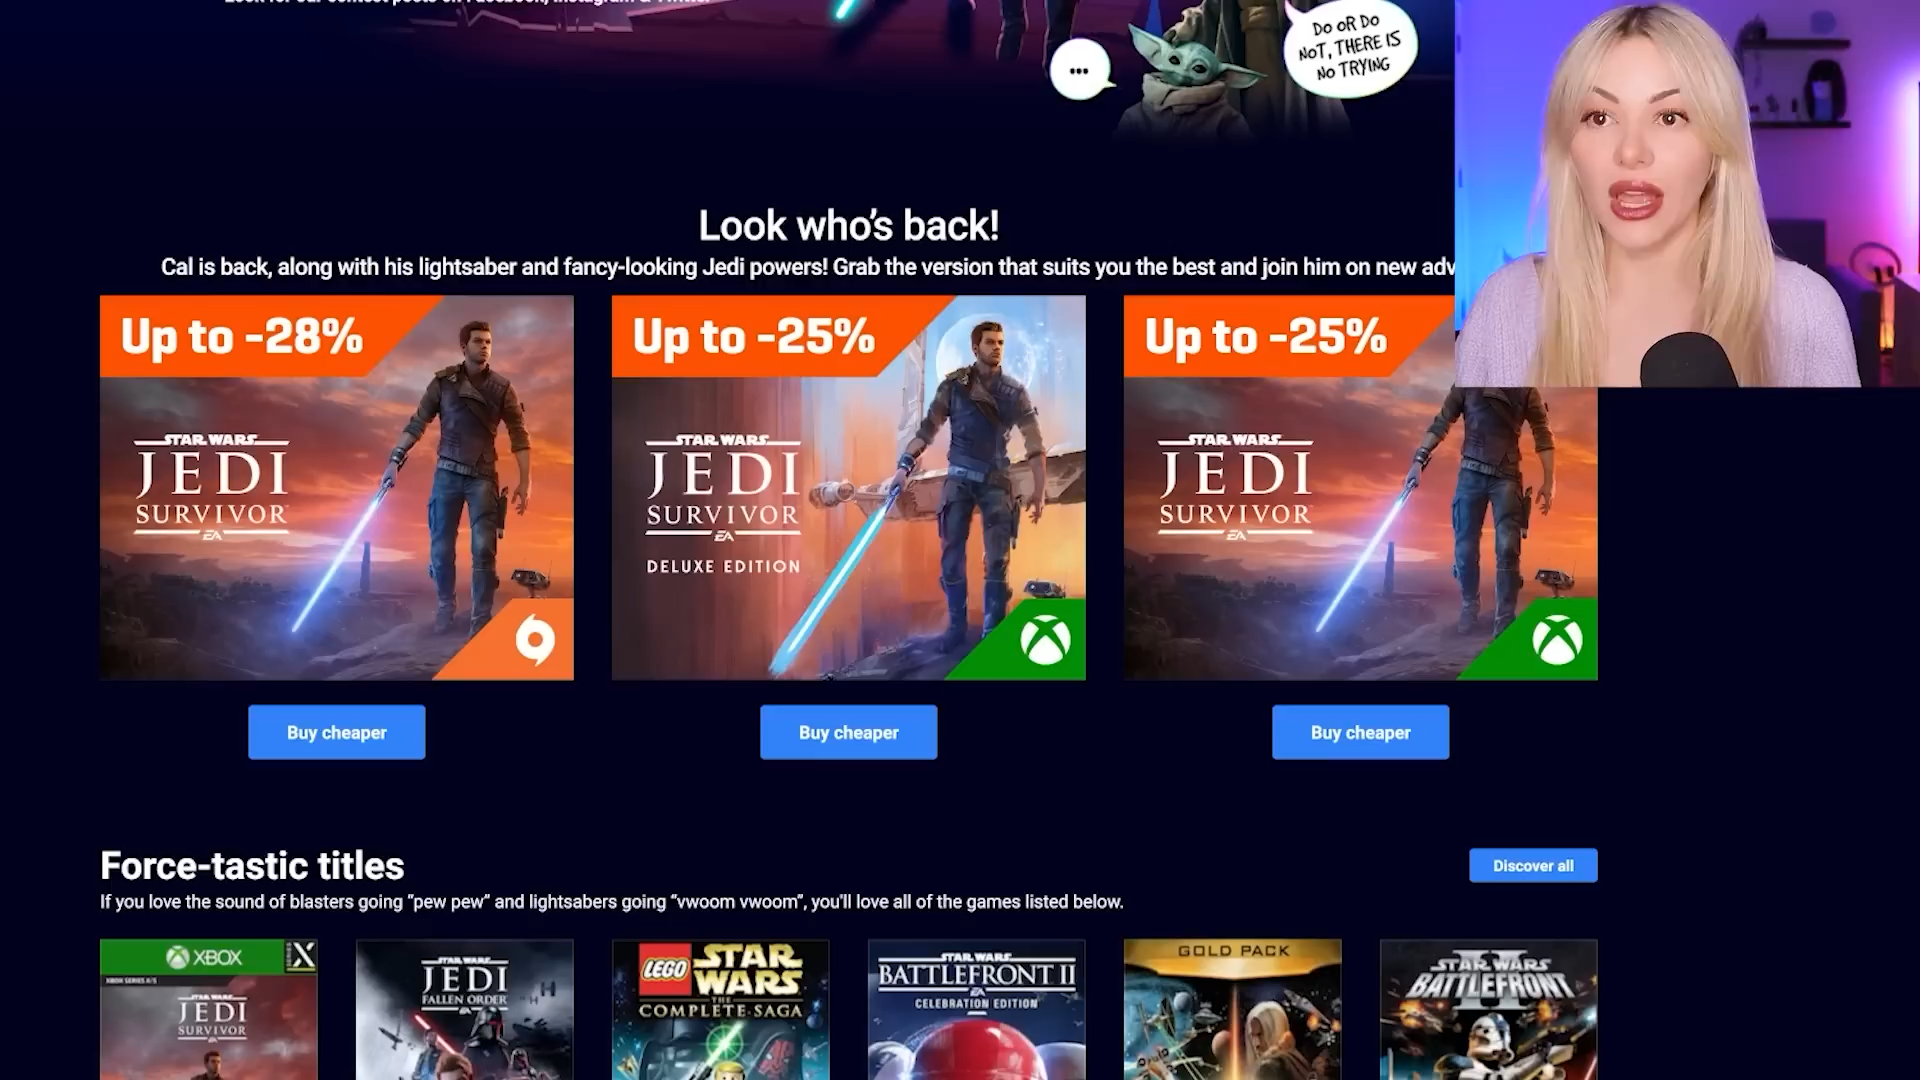 DO OR DO
NOT, THERE IS
NO TRYING
...
Look who's back!
Cal is back, along with his lightsaber and fancy-looking Jedi powers! Grab the version that suits you the best and join him on new adv
Up to -28%
Up to -25%
Up to -25%
STAR WARS
JEDI
SURVIVOR
EA
STAR WARS
JEDI
SURVIVOR
EA
DELUXE EDITION
STAR WARS
JEDI
SURVIVOR
EA
Buy cheaper
Buy cheaper
Buy cheaper
Force-tastic titles
Discover all
If you love the sound of blasters going "pew pew" and lightsabers going "vwoom vwoom", you'll love all of the games listed below.
XBOX
SERIES X
XBOX SERIES X/S
STAR WARS
JEDI
SURVIVOR
STAR WARS
JEDI
FALLEN ORDER
EA
LEGO STAR WARS
THE
COMPLETE SAGA
STAR WARS
BATTLEFRONT II
EA
CELEBRATION EDITION
GOLD PACK
II
STAR WARS
BATTLEFRONT